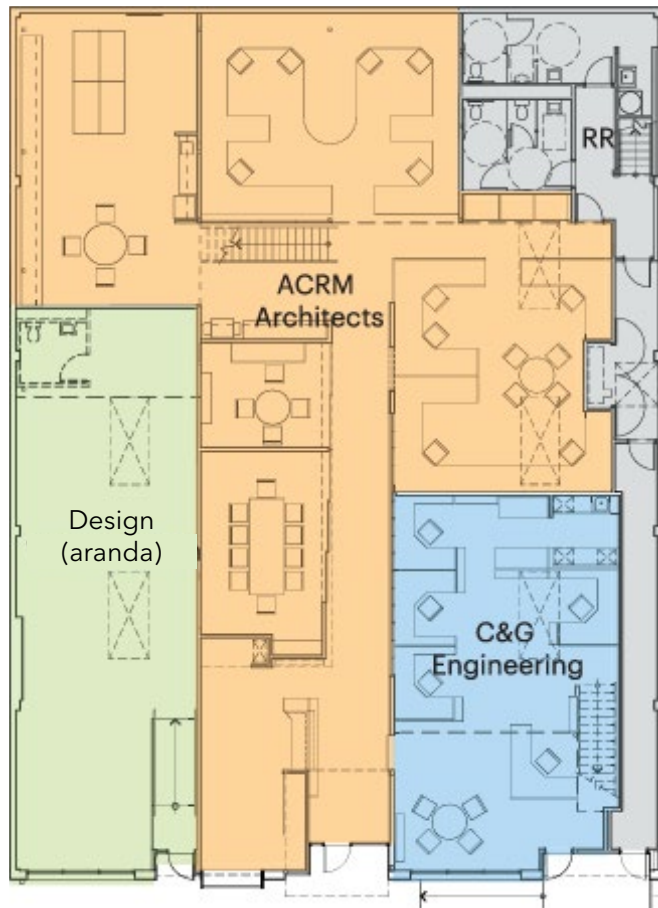 RR
ACRM
Architects
Design
(aranda)
C&G
Engineering